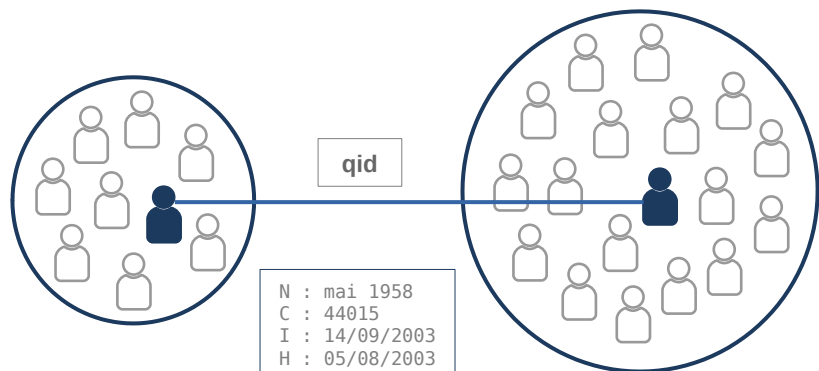 qid
N : mai 1958
C : 44015
I : 14/09/2003
H : 05/08/2003